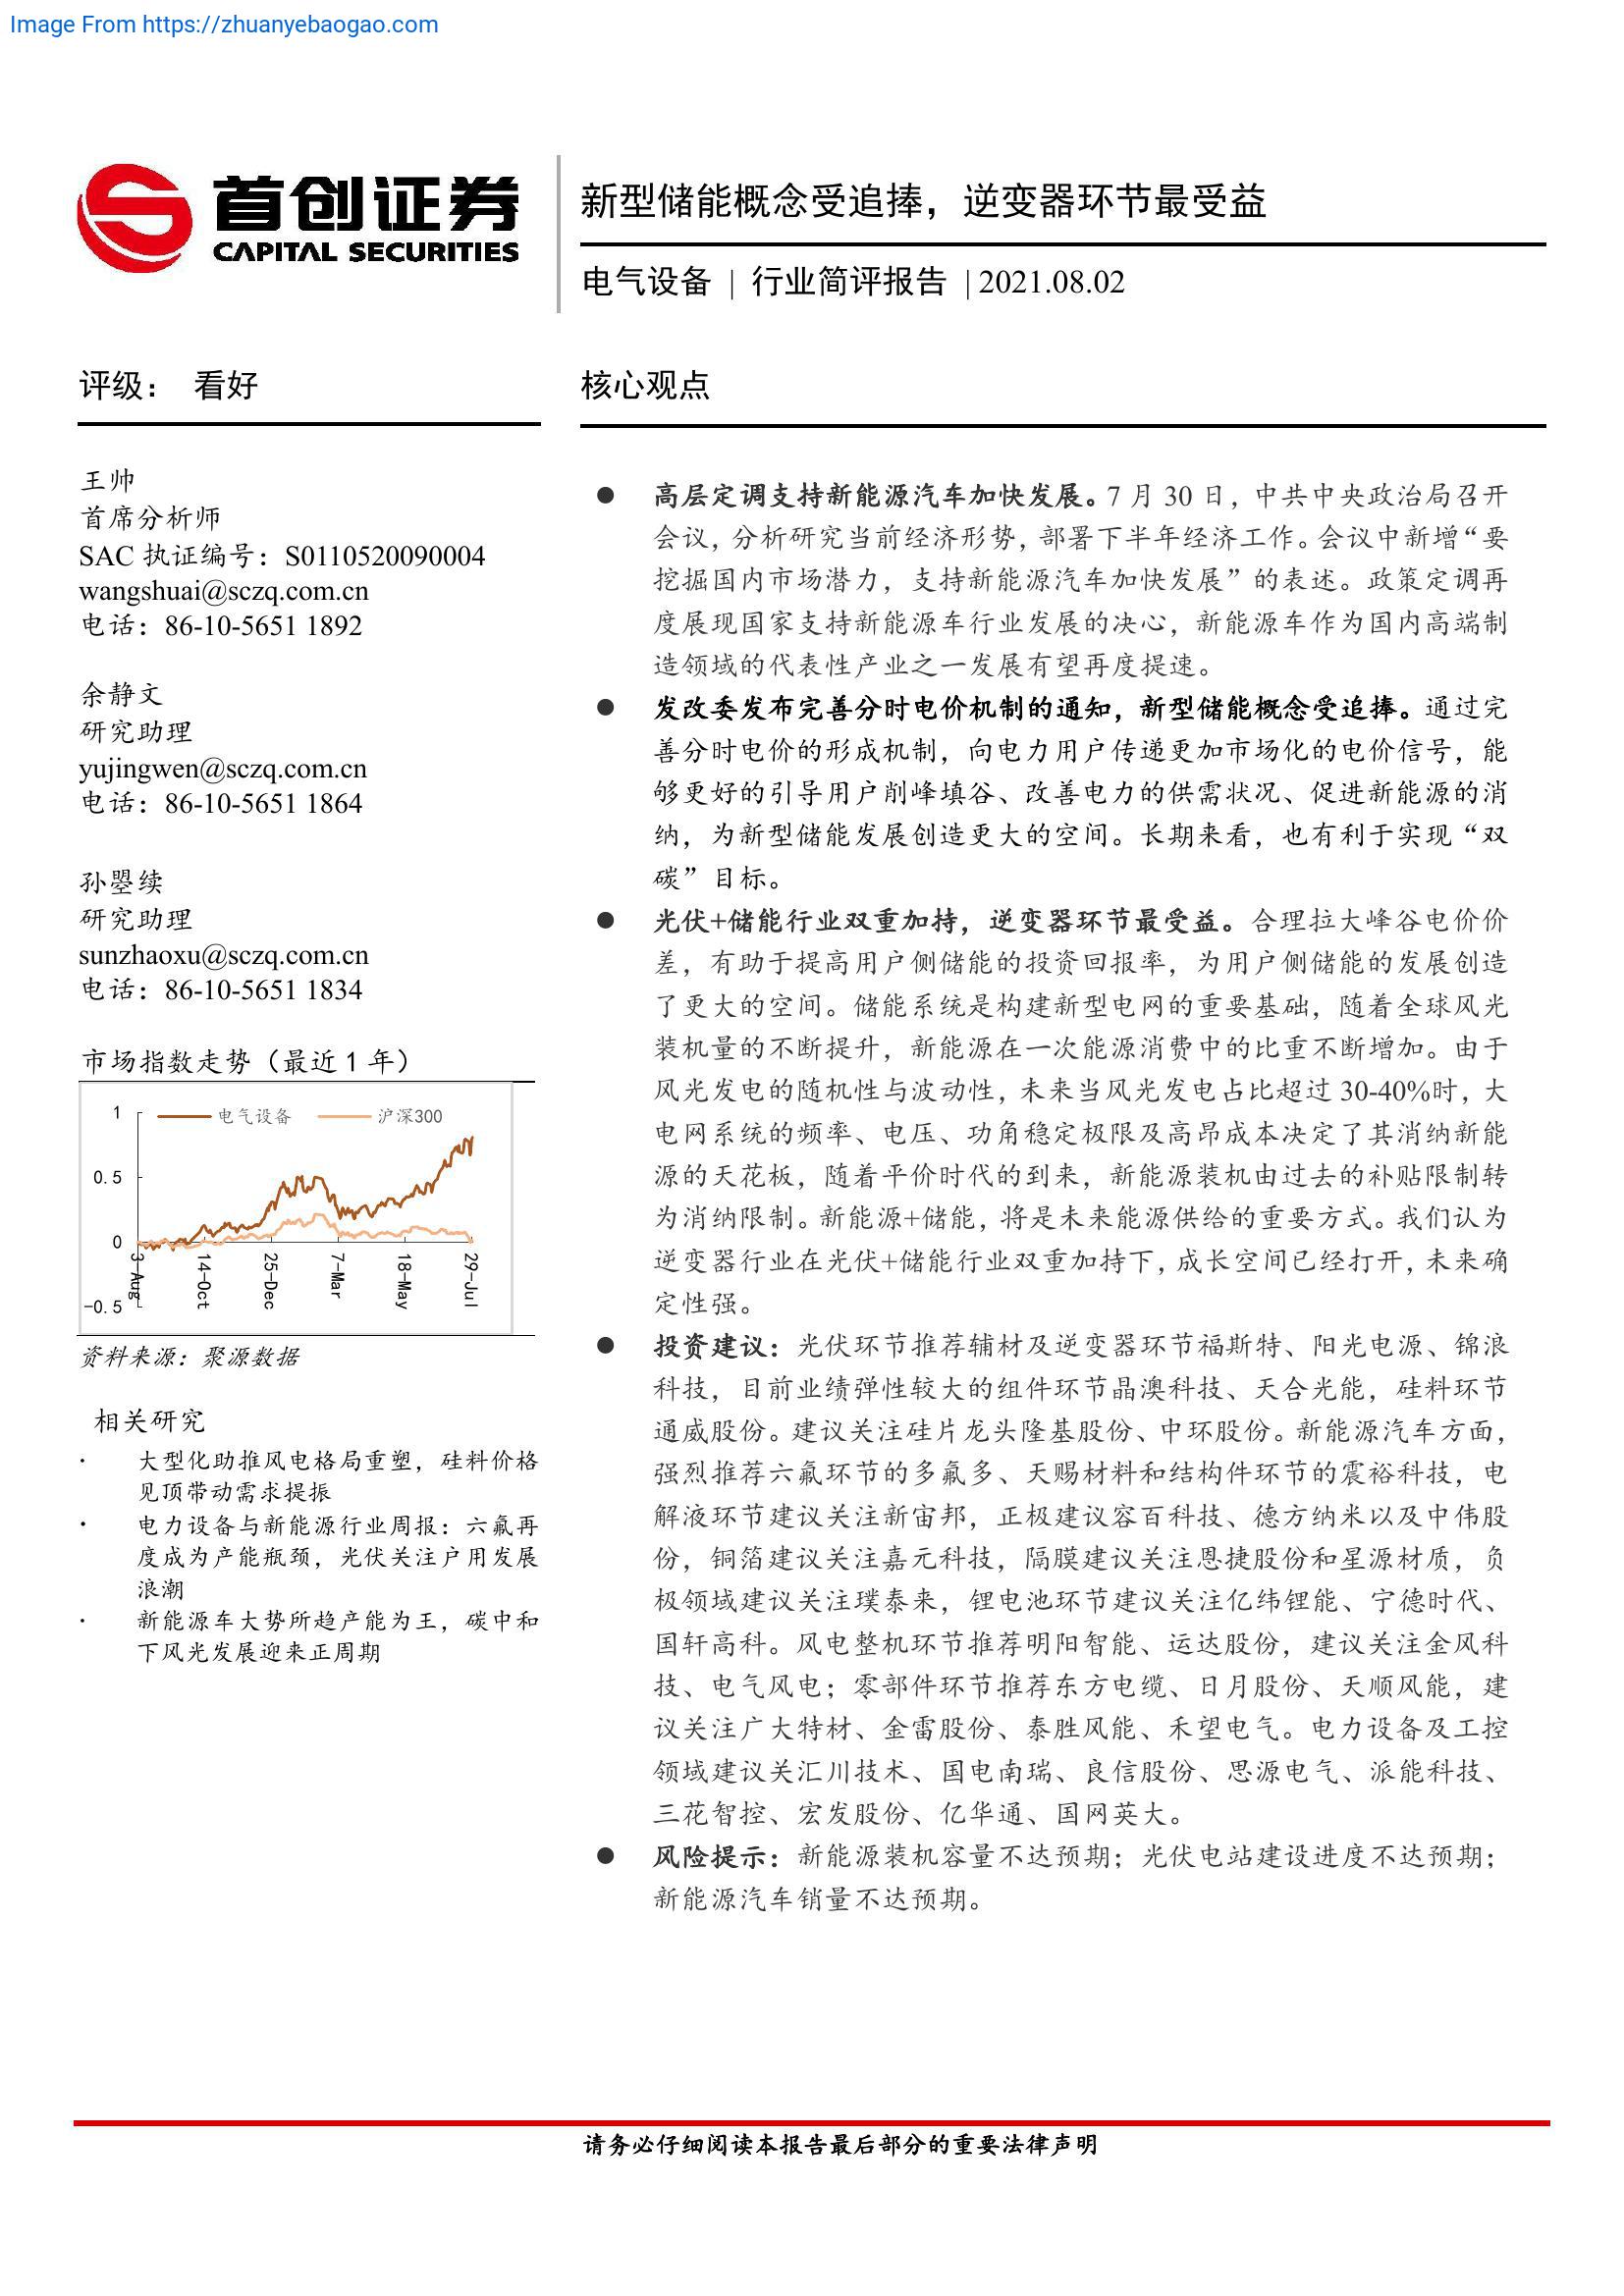 Image From https://zhuanyebaogao.com
首创证券
CAPITAL SECURITIES
新型储能概念受追捧，逆变器环节最受益
电气设备 | 行业简评报告 | 2021.08.02
评级： 看好
王帅
首席分析师
SAC 执证编号：S0110520090004
wangshuai@sczq.com.cn
电话：86-10-5651 1892
余静文
研究助理
yujingwen@sczq.com.cn
电话：86-10-5651 1864
孙曌续
研究助理
sunzhaoxu@sczq.com.cn
电话：86-10-5651 1834
市场指数走势（最近 1 年）
电气设备 沪深300
1
0.5
0
-0.5
3-Aug
14-Oct
25-Dec
7-Mar
18-May
29-Jul
资料来源：聚源数据
相关研究
· 大型化助推风电格局重塑，硅料价格
见顶带动需求提振
· 电力设备与新能源行业周报：六氟再
度成为产能瓶颈，光伏关注户用发展
浪潮
· 新能源车大势所趋产能为王，碳中和
下风光发展迎来正周期
核心观点
● 高层定调支持新能源汽车加快发展。7 月 30 日，中共中央政治局召开
会议，分析研究当前经济形势，部署下半年经济工作。会议中新增“要
挖掘国内市场潜力，支持新能源汽车加快发展”的表述。政策定调再
度展现国家支持新能源车行业发展的决心，新能源车作为国内高端制
造领域的代表性产业之一发展有望再度提速。
● 发改委发布完善分时电价机制的通知，新型储能概念受追捧。通过完
善分时电价的形成机制，向电力用户传递更加市场化的电价信号，能
够更好的引导用户削峰填谷、改善电力的供需状况、促进新能源的消
纳，为新型储能发展创造更大的空间。长期来看，也有利于实现“双
碳”目标。
● 光伏+储能行业双重加持，逆变器环节最受益。合理拉大峰谷电价价
差，有助于提高用户侧储能的投资回报率，为用户侧储能的发展创造
了更大的空间。储能系统是构建新型电网的重要基础，随着全球风光
装机量的不断提升，新能源在一次能源消费中的比重不断增加。由于
风光发电的随机性与波动性，未来当风光发电占比超过 30-40%时，大
电网系统的频率、电压、功角稳定极限及高昂成本决定了其消纳新能
源的天花板，随着平价时代的到来，新能源装机由过去的补贴限制转
为消纳限制。新能源+储能，将是未来能源供给的重要方式。我们认为
逆变器行业在光伏+储能行业双重加持下，成长空间已经打开，未来确
定性强。
● 投资建议：光伏环节推荐辅材及逆变器环节福斯特、阳光电源、锦浪
科技，目前业绩弹性较大的组件环节晶澳科技、天合光能，硅料环节
通威股份。建议关注硅片龙头隆基股份、中环股份。新能源汽车方面，
强烈推荐六氟环节的多氟多、天赐材料和结构件环节的震裕科技，电
解液环节建议关注新宙邦，正极建议容百科技、德方纳米以及中伟股
份，铜箔建议关注嘉元科技，隔膜建议关注恩捷股份和星源材质，负
极领域建议关注璞泰来，锂电池环节建议关注亿纬锂能、宁德时代、
国轩高科。风电整机环节推荐明阳智能、运达股份，建议关注金风科
技、电气风电；零部件环节推荐东方电缆、日月股份、天顺风能，建
议关注广大特材、金雷股份、泰胜风能、禾望电气。电力设备及工控
领域建议关汇川技术、国电南瑞、良信股份、思源电气、派能科技、
三花智控、宏发股份、亿华通、国网英大。
● 风险提示：新能源装机容量不达预期；光伏电站建设进度不达预期；
新能源汽车销量不达预期。
请务必仔细阅读本报告最后部分的重要法律声明